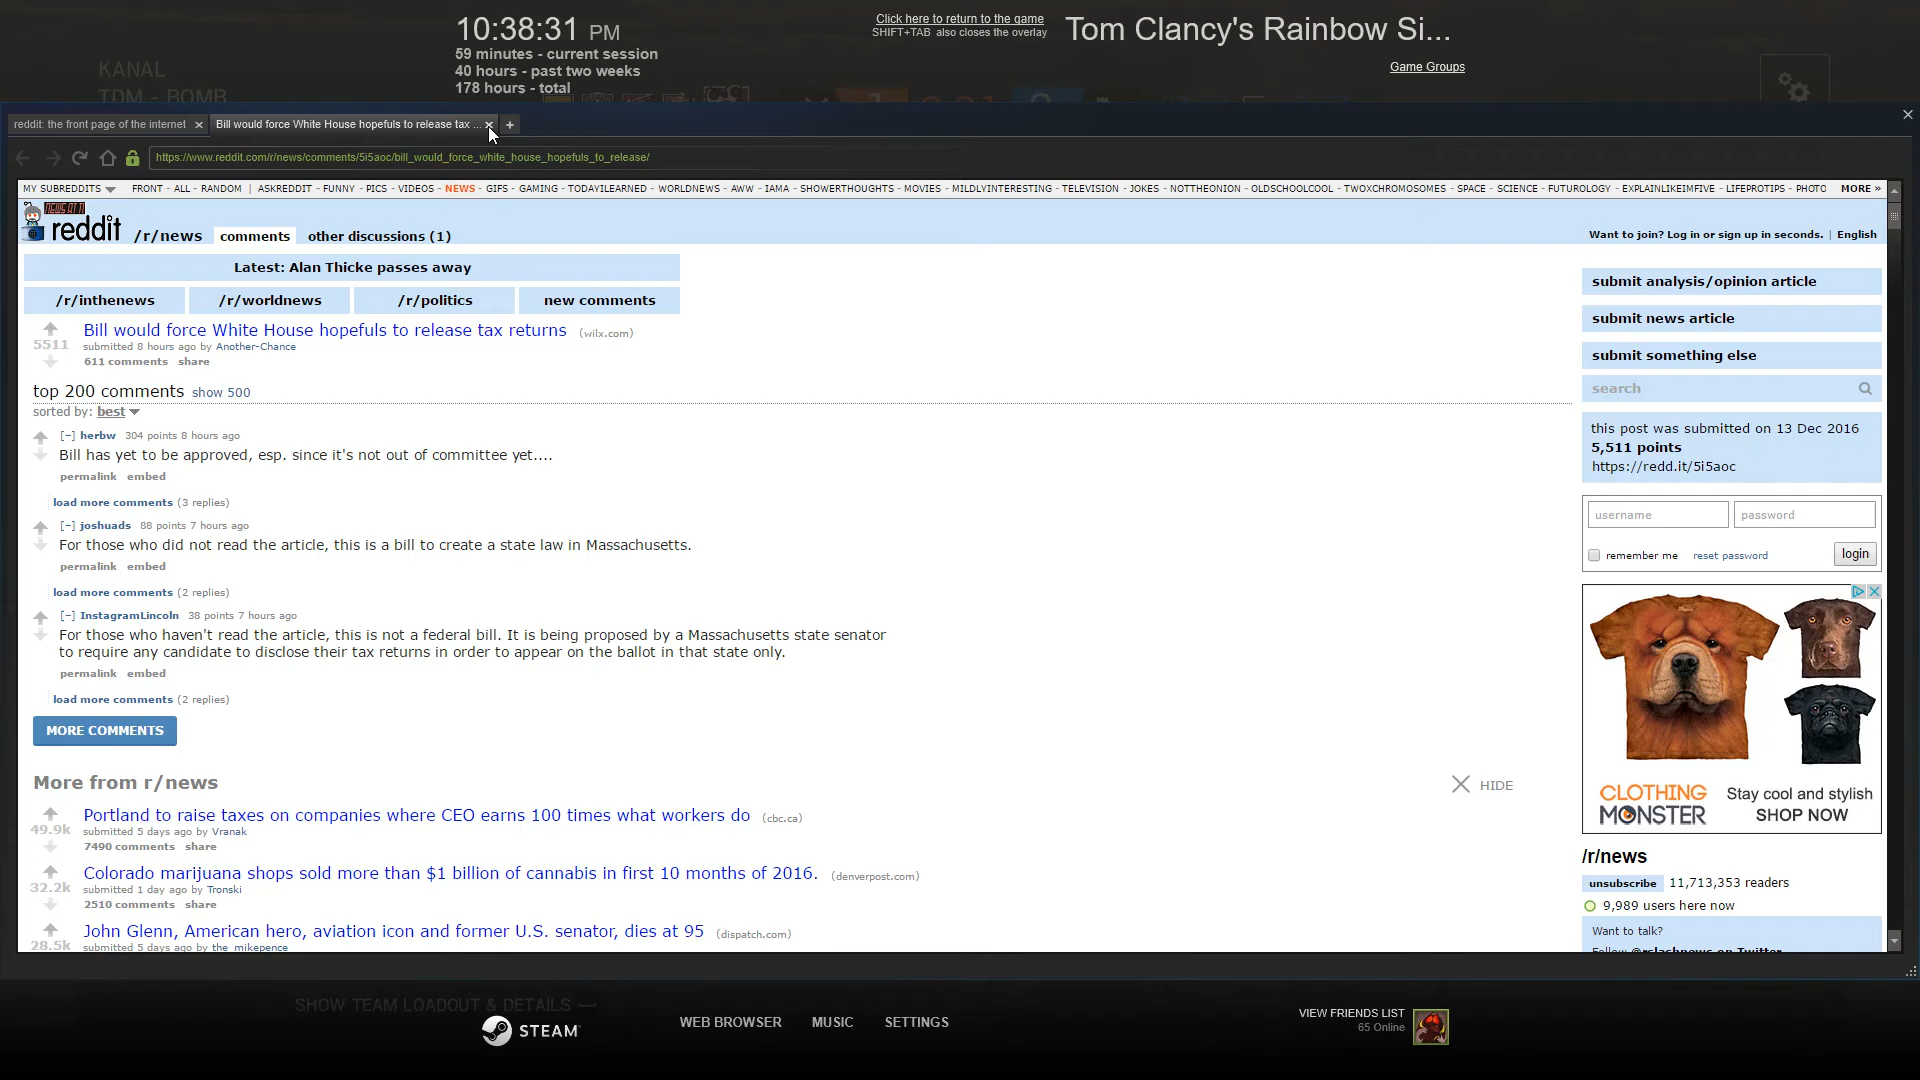 10:38:31 PM
59 minutes - current session
40 hours - past two weeks
178 hours - total
Click here to return to the game
SHIFT+TAB also closes the overlay
Tom Clancy's Rainbow Si...
Game Groups
KANAL
TDM - BOMB
reddit: the front page of the internet
Bill would force White House hopefuls to release tax ...
https://www.reddit.com/r/news/comments/5i5aoc/bill_would_force_white_house_hopefuls_to_release/
MY SUBREDDITS FRONT - ALL - RANDOM | ASKREDDIT - FUNNY - PICS - VIDEOS - NEWS - GIFS - GAMING - TODAYILEARNED - WORLDNEWS - AWW - IAMA - SHOWERTHOUGHTS - MOVIES - MILDLYINTERESTING - TELEVISION - JOKES - NOTTHEONION - OLDSCHOOLCOOL - TWOXCHROMOSOMES - SPACE - SCIENCE - FUTUROLOGY - EXPLAINLIKEIMFIVE - LIFEPROTIPS - PHOTO MORE »
NEWS AT 11
reddit /r/news comments other discussions (1)
Want to join? Log in or sign up in seconds. | English
Latest: Alan Thicke passes away
/r/inthenews /r/worldnews /r/politics new comments
Bill would force White House hopefuls to release tax returns (wilx.com)
5511
submitted 8 hours ago by Another-Chance
611 comments share
top 200 comments show 500
sorted by: best
[-] herbw 304 points 8 hours ago
Bill has yet to be approved, esp. since it's not out of committee yet....
permalink embed
load more comments (3 replies)
[-] joshuads 88 points 7 hours ago
For those who did not read the article, this is a bill to create a state law in Massachusetts.
permalink embed
load more comments (2 replies)
[-] InstagramLincoln 38 points 7 hours ago
For those who haven't read the article, this is not a federal bill. It is being proposed by a Massachusetts state senator
to require any candidate to disclose their tax returns in order to appear on the ballot in that state only.
permalink embed
load more comments (2 replies)
MORE COMMENTS
More from r/news
HIDE
Portland to raise taxes on companies where CEO earns 100 times what workers do (cbc.ca)
49.9k
submitted 5 days ago by Vranak
7490 comments share
Colorado marijuana shops sold more than $1 billion of cannabis in first 10 months of 2016. (denverpost.com)
32.2k
submitted 1 day ago by Tronski
2510 comments share
John Glenn, American hero, aviation icon and former U.S. senator, dies at 95 (dispatch.com)
28.5k
submitted 5 days ago by the_mikepence
submit analysis/opinion article
submit news article
submit something else
search
this post was submitted on 13 Dec 2016
5,511 points
https://redd.it/5i5aoc
username password
remember me reset password login
CLOTHING MONSTER
Stay cool and stylish
SHOP NOW
/r/news
unsubscribe 11,713,353 readers
9,989 users here now
Want to talk?
Follow @rslashnews on Twitter
SHOW TEAM LOADOUT & DETAILS
STEAM
WEB BROWSER MUSIC SETTINGS
VIEW FRIENDS LIST
65 Online